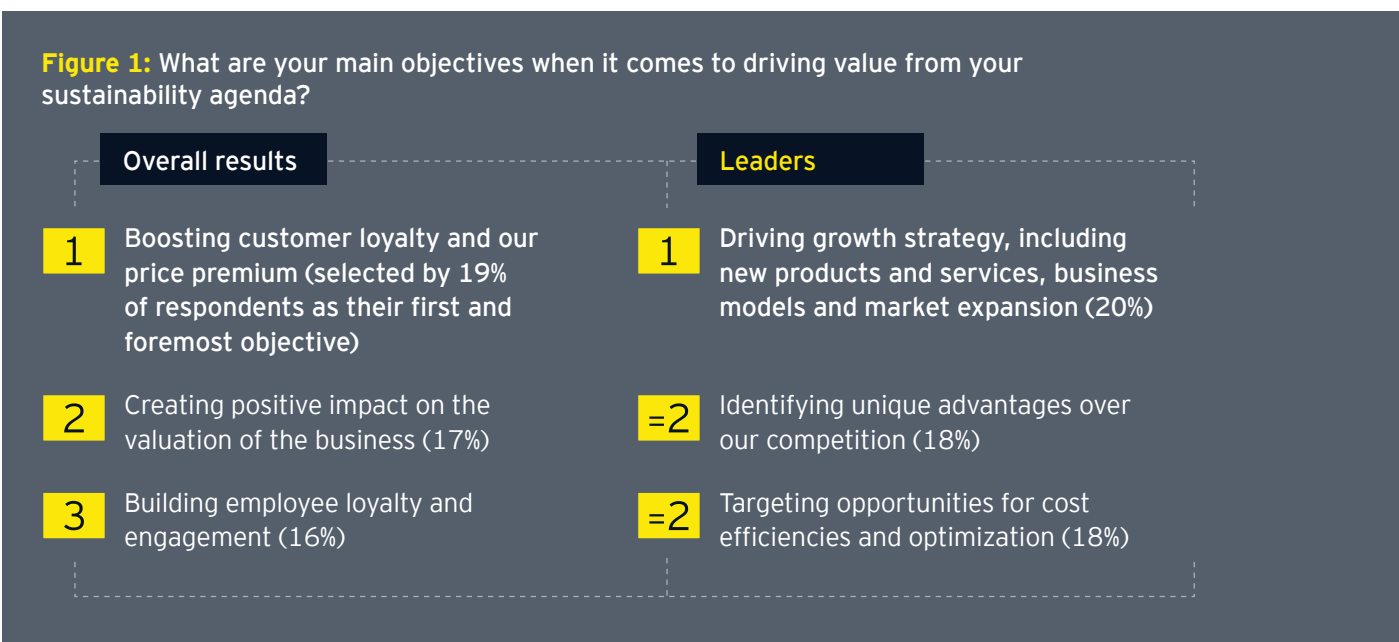 Figure 1: What are your main objectives when it comes to driving value from your
sustainability agenda?
Overall results
1
Boosting customer loyalty and our
price premium (selected by 19%
of respondents as their first and
foremost objective)
2
Creating positive impact on the
valuation of the business (17%)
3
Building employee loyalty and
engagement (16%)
Leaders
1
Driving growth strategy, including
new products and services, business
models and market expansion (20%)
=2
Identifying unique advantages over
our competition (18%)
=2
Targeting opportunities for cost
efficiencies and optimization (18%)